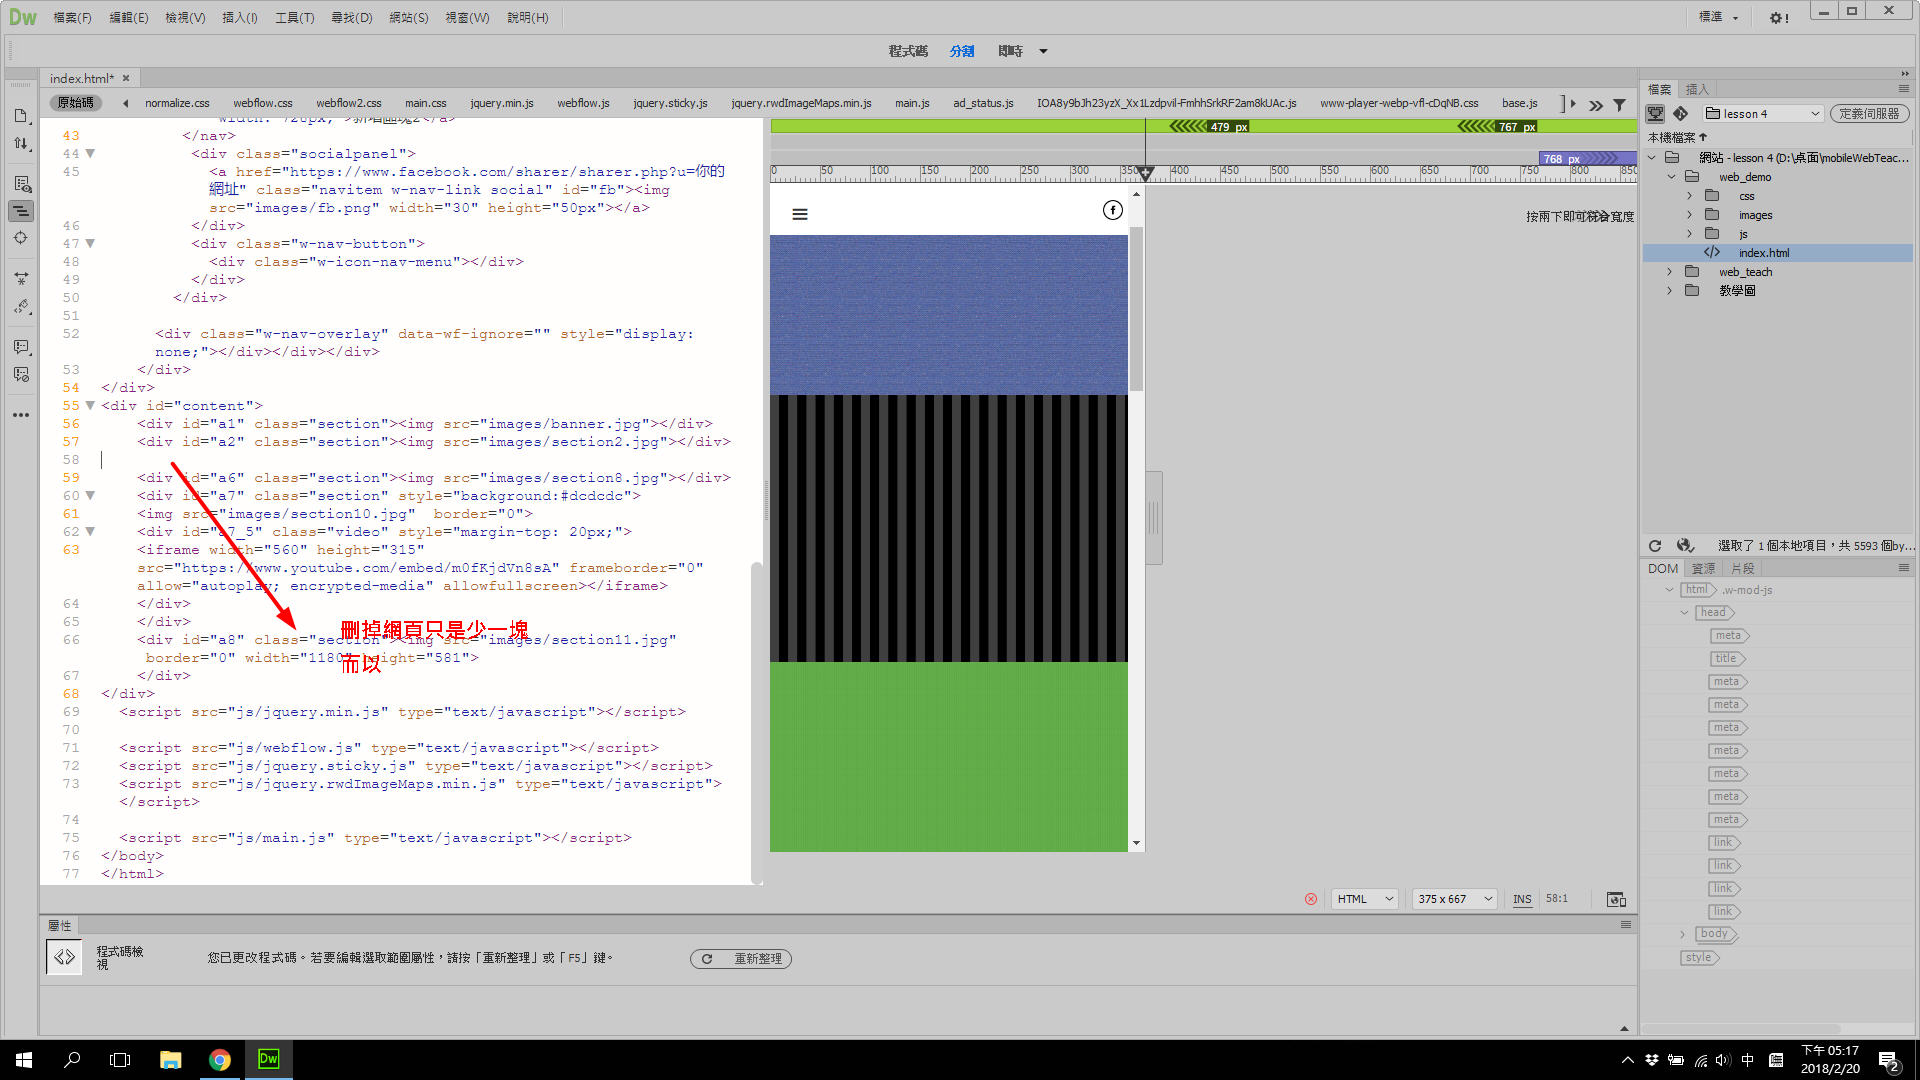 Dw 檔案(F) 編輯(E) 檢視(V) 插入(I) 工具(T) 尋找(D) 網站(S) 視窗(W) 說明(H) 標準
程式碼 分割 即時
index.html*
原始碼 normalize.css webflow.css webflow2.css main.css jquery.min.js webflow.js jquery.sticky.js jquery.rwdImageMaps.min.js main.js ad_status.js IOA8y9bJh23yzX_Xx1Lzdpvil-FmhhSrkRF2am8kUAc.js www-player-webp-vfl-cDqNB.css base.js
43 </nav>
44 <div class="socialpanel">
45 <a href="https://www.facebook.com/sharer/sharer.php?u=你的
網址" class="navitem w-nav-link social" id="fb"><img
src="images/fb.png" width="30" height="50px"></a>
46 </div>
47 <div class="w-nav-button">
48 <div class="w-icon-nav-menu"></div>
49 </div>
50 </div>
51
52 <div class="w-nav-overlay" data-wf-ignore="" style="display:
none;"></div></div></div>
53 </div>
54 </div>
55 <div id="content">
56 <div id="a1" class="section"><img src="images/banner.jpg"></div>
57 <div id="a2" class="section"><img src="images/section2.jpg"></div>
58
59 <div id="a6" class="section"><img src="images/section8.jpg"></div>
60 <div id="a7" class="section" style="background:#dcdcdc">
61 <img src="images/section10.jpg"  border="0">
62 <div id="a7_5" class="video" style="margin-top: 20px;">
63 <iframe width="560" height="315"
src="https://www.youtube.com/embed/m0fKjdVn8sA" frameborder="0"
allow="autoplay; encrypted-media" allowfullscreen></iframe>
64 </div>
65 </div>
66 <div id="a8" class="section"><img src="images/section11.jpg"
border="0" width="1180" height="581">
67 </div>
68 </div>
69 <script src="js/jquery.min.js" type="text/javascript"></script>
70
71 <script src="js/webflow.js" type="text/javascript"></script>
72 <script src="js/jquery.sticky.js" type="text/javascript"></script>
73 <script src="js/jquery.rwdImageMaps.min.js" type="text/javascript">
</script>
74
75 <script src="js/main.js" type="text/javascript"></script>
76 </body>
77 </html>
刪掉網頁只是少一塊
而以
479 px 767 px
768 px
0 50 100 150 200 250 300 350 400 450 500 550 600 650 700 750 800 850
f
HTML 375 x 667 INS 58:1
屬性
程式碼檢
視
您已更改程式碼。若要編輯選取範圍屬性，請按「重新整理」或「F5」鍵。
重新整理
檔案 插入
lesson 4 定義伺服器
本機檔案
網站 - lesson 4 (D:\桌面\mobileWebTeac...
web_demo
css
images
js
index.html
web_teach
教學圖
選取了 1 個本地項目，共 5593 個by...
DOM 資源 片段
html .w-mod-js
head
meta
title
meta
meta
meta
meta
meta
meta
meta
link
link
link
link
body
style
Dw
中
下午 05:17
2018/2/20
2